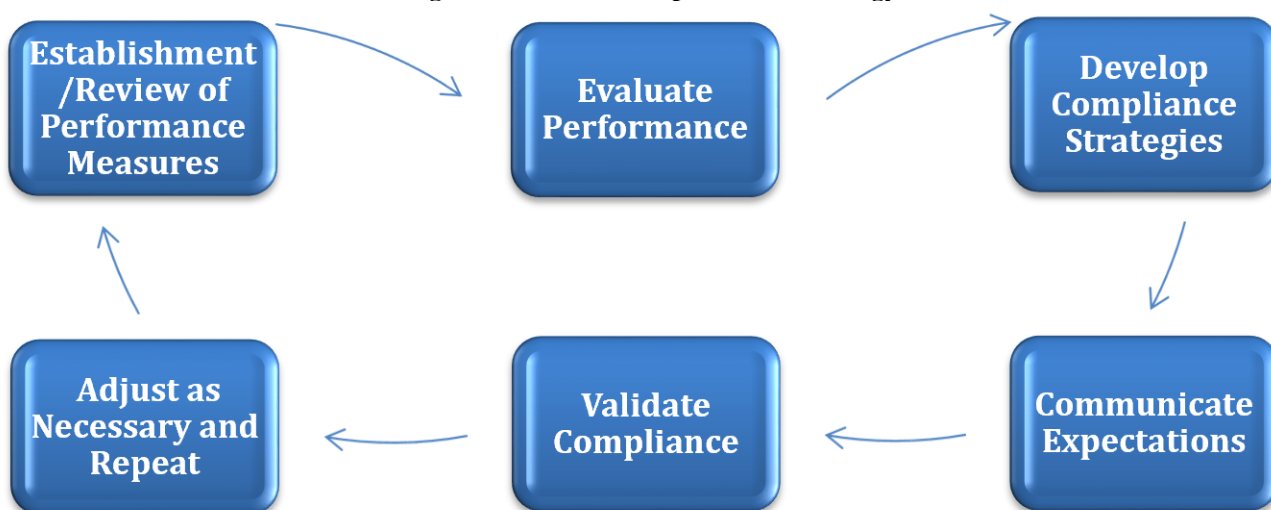 Establishment
/Review of
Performance
Measures
Evaluate
Performance
Develop
Compliance
Strategies
Communicate
Expectations
Validate
Compliance
Adjust as
Necessary and
Repeat